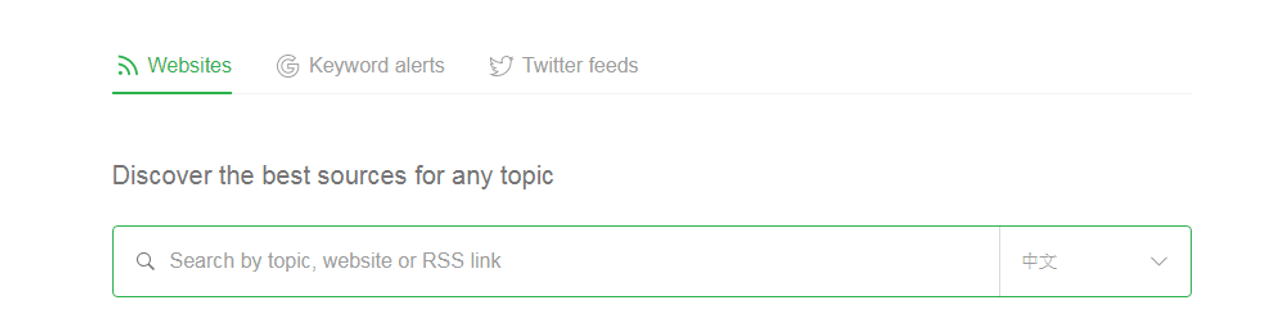 Websites Keyword alerts Twitter feeds
Discover the best sources for any topic
Search by topic, website or RSS link 中文